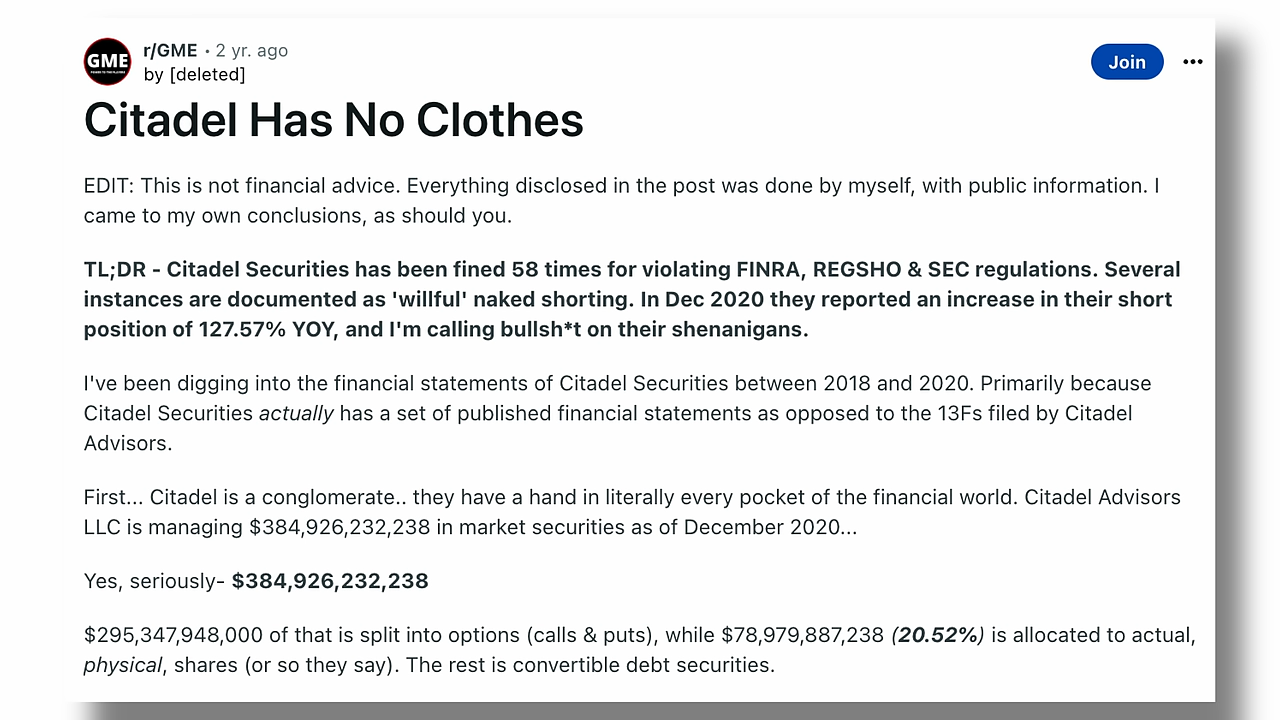 GME
r/GME • 2 yr. ago
by [deleted]
Join
Citadel Has No Clothes
EDIT: This is not financial advice. Everything disclosed in the post was done by myself, with public information. I
came to my own conclusions, as should you.
TL;DR - Citadel Securities has been fined 58 times for violating FINRA, REGSHO & SEC regulations. Several
instances are documented as 'willful' naked shorting. In Dec 2020 they reported an increase in their short
position of 127.57% YOY, and I'm calling bullsh*t on their shenanigans.
I've been digging into the financial statements of Citadel Securities between 2018 and 2020. Primarily because
Citadel Securities actually has a set of published financial statements as opposed to the 13Fs filed by Citadel
Advisors.
First... Citadel is a conglomerate.. they have a hand in literally every pocket of the financial world. Citadel Advisors
LLC is managing $384,926,232,238 in market securities as of December 2020...
Yes, seriously- $384,926,232,238
$295,347,948,000 of that is split into options (calls & puts), while $78,979,887,238 (20.52%) is allocated to actual,
physical, shares (or so they say). The rest is convertible debt securities.